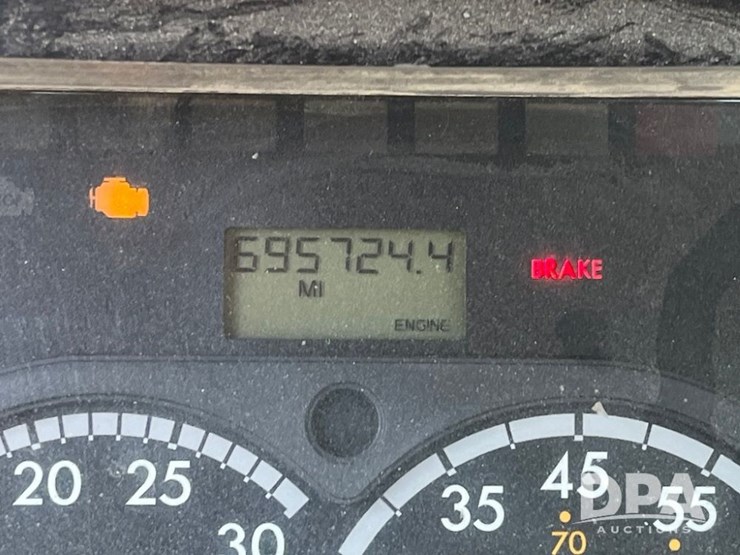 695724.4
MI
ENGINE
BRAKE
20 25 30
35 45 55
70
DPA
AUCTIONS